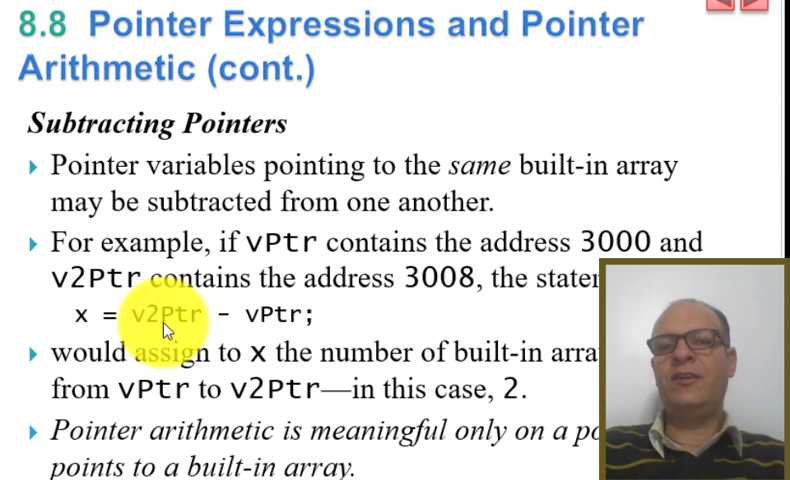 8.8 Pointer Expressions and Pointer
Arithmetic (cont.)
Subtracting Pointers
Pointer variables pointing to the same built-in array
may be subtracted from one another.
For example, if vPtr contains the address 3000 and
v2Ptr contains the address 3008, the
x = v2Ptr - vPtr;
would assign to x the number of built-in
from vPtr to v2Ptr—in this case, 2.
Pointer arithmetic is meaningful only on a
points to a built-in array.